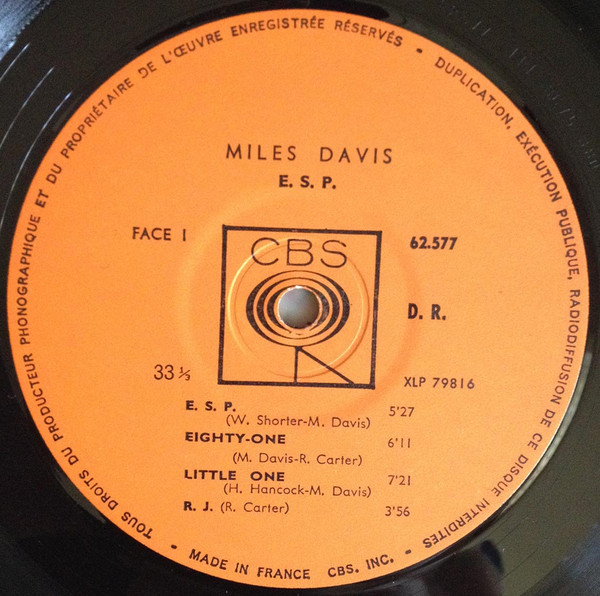 TOUS DROITS DU PRODUCTEUR PHONOGRAPHIQUE ET DU PROPRIÉTAIRE DE L'ŒUVRE ENREGISTRÉE RÉSERVÉS - DUPLICATION, EXÉCUTION PUBLIQUE, RADIODIFFUSION DE CE DISQUE INTERDITES -
MILES DAVIS
E. S. P.
FACE I
CBS
62.577
D. R.
33 ⅓
XLP 79816
E. S. P. 5'27
(W. Shorter-M. Davis)
EIGHTY-ONE 6'11
(M. Davis-R. Carter)
LITTLE ONE 7'21
(H. Hancock-M. Davis)
R. J. (R. Carter) 3'56
MADE IN FRANCE CBS. INC. -